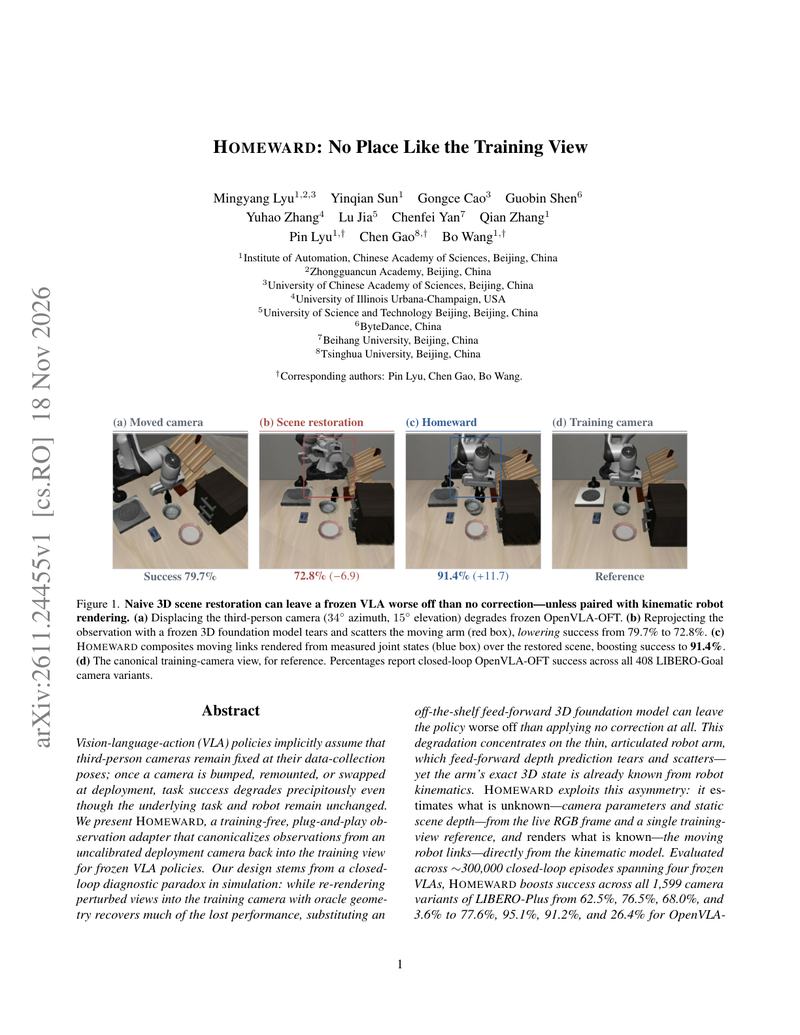 HOMEWARD: No Place Like the Training View
Mingyang Lyu1,2,3 Yinqian Sun1 Gongce Cao3 Guobin Shen6
Yuhao Zhang4 Lu Jia5 Chenfei Yan7 Qian Zhang1
Pin Lyu1,† Chen Gao8,† Bo Wang1,†
1Institute of Automation, Chinese Academy of Sciences, Beijing, China
2Zhongguancun Academy, Beijing, China
3University of Chinese Academy of Sciences, Beijing, China
4University of Illinois Urbana-Champaign, USA
5University of Science and Technology Beijing, Beijing, China
6ByteDance, China
7Beihang University, Beijing, China
8Tsinghua University, Beijing, China
†Corresponding authors: Pin Lyu, Chen Gao, Bo Wang.
(a) Moved camera (b) Scene restoration (c) Homeward (d) Training camera
Success 79.7% 72.8% (−6.9) 91.4% (+11.7) Reference
Figure 1. Naive 3D scene restoration can leave a frozen VLA worse off than no correction—unless paired with kinematic robot
rendering. (a) Displacing the third-person camera (34° azimuth, 15° elevation) degrades frozen OpenVLA-OFT. (b) Reprojecting the
observation with a frozen 3D foundation model tears and scatters the moving arm (red box), lowering success from 79.7% to 72.8%. (c)
HOMEWARD composites moving links rendered from measured joint states (blue box) over the restored scene, boosting success to 91.4%.
(d) The canonical training-camera view, for reference. Percentages report closed-loop OpenVLA-OFT success across all 408 LIBERO-Goal
camera variants.
Abstract
Vision-language-action (VLA) policies implicitly assume that
third-person cameras remain fixed at their data-collection
poses; once a camera is bumped, remounted, or swapped
at deployment, task success degrades precipitously even
though the underlying task and robot remain unchanged.
We present HOMEWARD, a training-free, plug-and-play ob-
servation adapter that canonicalizes observations from an
uncalibrated deployment camera back into the training view
for frozen VLA policies. Our design stems from a closed-
loop diagnostic paradox in simulation: while re-rendering
perturbed views into the training camera with oracle geome-
try recovers much of the lost performance, substituting an
off-the-shelf feed-forward 3D foundation model can leave
the policy worse off than applying no correction at all. This
degradation concentrates on the thin, articulated robot arm,
which feed-forward depth prediction tears and scatters—
yet the arm's exact 3D state is already known from robot
kinematics. HOMEWARD exploits this asymmetry: it es-
timates what is unknown—camera parameters and static
scene depth—from the live RGB frame and a single training-
view reference, and renders what is known—the moving
robot links—directly from the kinematic model. Evaluated
across ∼300,000 closed-loop episodes spanning four frozen
VLAs, HOMEWARD boosts success across all 1,599 camera
variants of LIBERO-Plus from 62.5%, 76.5%, 68.0%, and
3.6% to 77.6%, 95.1%, 91.2%, and 26.4% for OpenVLA-
1
arXiv:2611.24455v1 [cs.RO] 18 Nov 2026